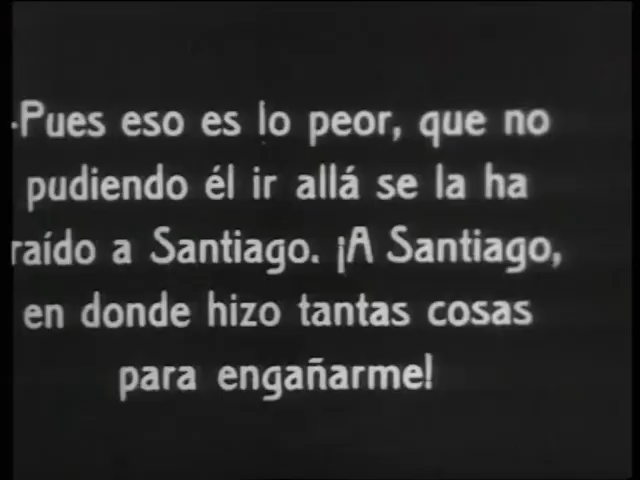 -Pues eso es lo peor, que no
pudiendo él ir allá se la ha
raído a Santiago. ¡A Santiago,
en donde hizo tantas cosas
para engañarme!